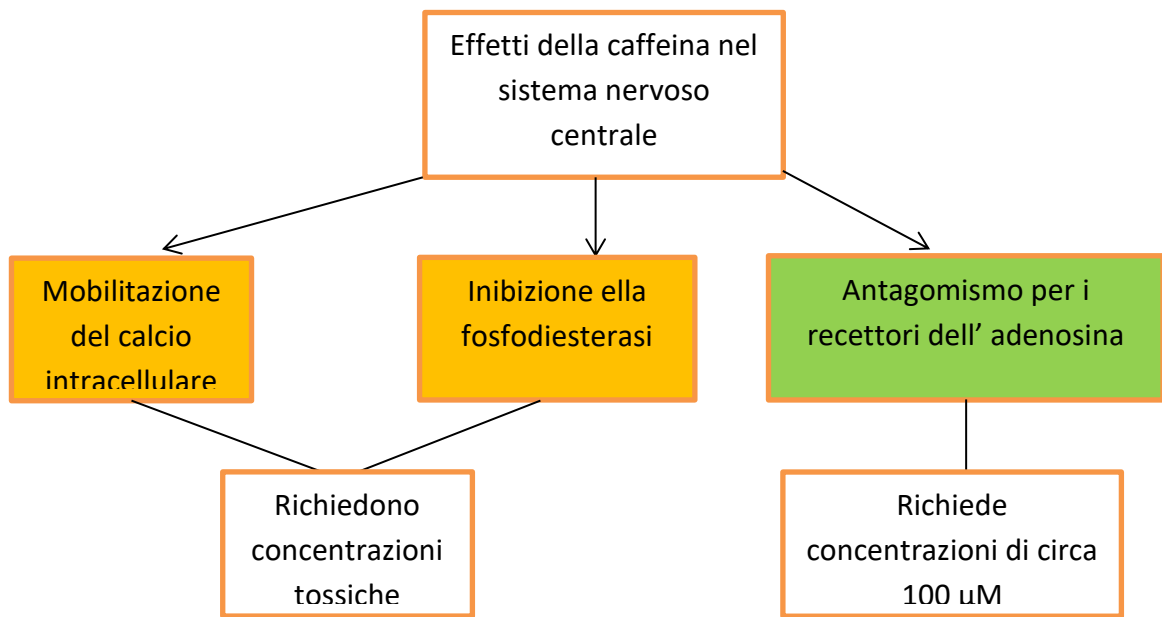 Effetti della caffeina nel
sistema nervoso
centrale
Mobilitazione
del calcio
intracellulare
Inibizione ella
fosfodiesterasi
Antagomismo per i
recettori dell’ adenosina
Richiedono
concentrazioni
tossiche
Richiede
concentrazioni di circa
100 µM